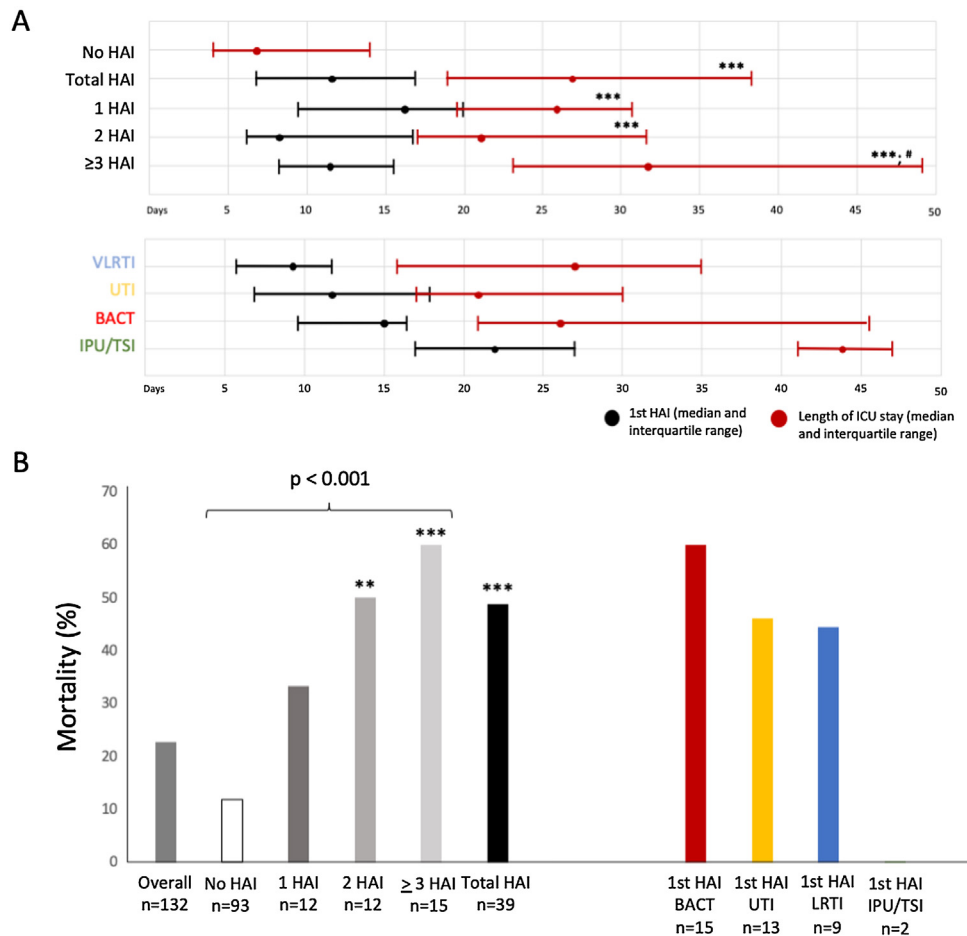 A
No HAI
Total HAI
***
1 HAI
***
2 HAI
***
≥3 HAI
***; #
Days 5 10 15 20 25 30 35 40 45 50
VLRTI
UTI
BACT
IPU/TSI
Days 5 10 15 20 25 30 35 40 45 50
1st HAI (median and
interquartile range)
Length of ICU stay (median
and interquartile range)
B
p < 0.001
Mortality (%)
70
60
50
40
30
20
10
0
**
***
***
Overall
n=132
No HAI
n=93
1 HAI
n=12
2 HAI
n=12
≥ 3 HAI
n=15
Total HAI
n=39
1st HAI
BACT
n=15
1st HAI
UTI
n=13
1st HAI
LRTI
n=9
1st HAI
IPU/TSI
n=2